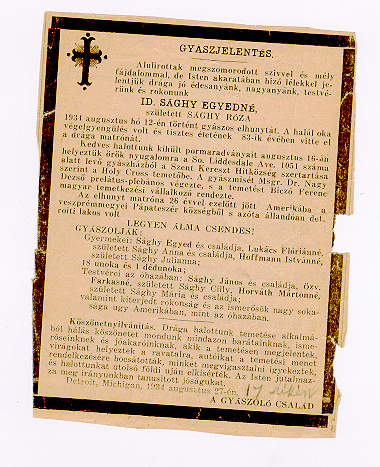 GYÁSZJELENTÉS.
Alulírottak megszomorodott szivvel és mély
fájdalommal, de Isten akaratában bízó lélekkel je-
lentjük drága jó édesanyánk, nagyanyánk, testvé-
rünk és rokonunk
ID. SÁGHY EGYEDNÉ,
született SÁGHY RÓZA
1934 augusztus hó 12-én történt gyászos elhunytát. A halál oka
végelgyengülés volt és tisztes életének 83-ik évében vitte el
a drága matrónát.
Kedves halottunk kihült pormaradványait augusztus 16-án
helyeztük örök nyugalomra a So. Liddesdale Ave. 1051 száma
alatt levő gyászházból a Szent Kereszt Hitközség szertartása
szerint a Holy Cross temetőbe. A gyászmisét Msgr. Dr. Nagy
Dezső prelátus-plébános végezte, s a temetést Biczó Ferenc
magyar temetkezési vállalkozó rendezte.
Az elhunyt matróna 26 évvel ezelőtt jött Amerikába a
veszprémmegyei Pápateszér községből s azóta állandóan det-
roiti lakos volt.
LEGYEN ÁLMA CSENDES!
GYÁSZOLJÁK:
Gyermekei: Sághy Egyed és családja, Lukács Flóriánné,
született Sághy Anna és családja, Hoffmann Istvánné,
született Sághy Julianna;
18 unoka és 1 dédunoka;
Testvérei az óhazában: Sághy János és családja, özv.
Farkasné, született Sághy Cilly, Horváth Mártonné,
született Sághy Mária és családja;
valamint kiterjedt rokonság és az ismerősök nagy soka-
sága ugy Amerikában, mint az óhazában.
Köszönetnyilvánítás. Drága halottunk temetése alkalmá-
ból hálás köszönetet mondunk mindazon barátainknak, isme-
rőseinknek és jóakaróinknak, akik a temetésen megjelentek,
virágokat helyeztek a ravatalra, autóikat a temetési menet
rendelkezésére bocsátották, minket megvigasztalni igyekeztek,
és halottunkat utolsó földi utján elkisérték. Az Isten jutalmaz-
za meg irányunkban tanusított jóságukat.
Detroit, Michigan, 1934 augusztus 27-én.
A GYÁSZOLÓ CSALÁD